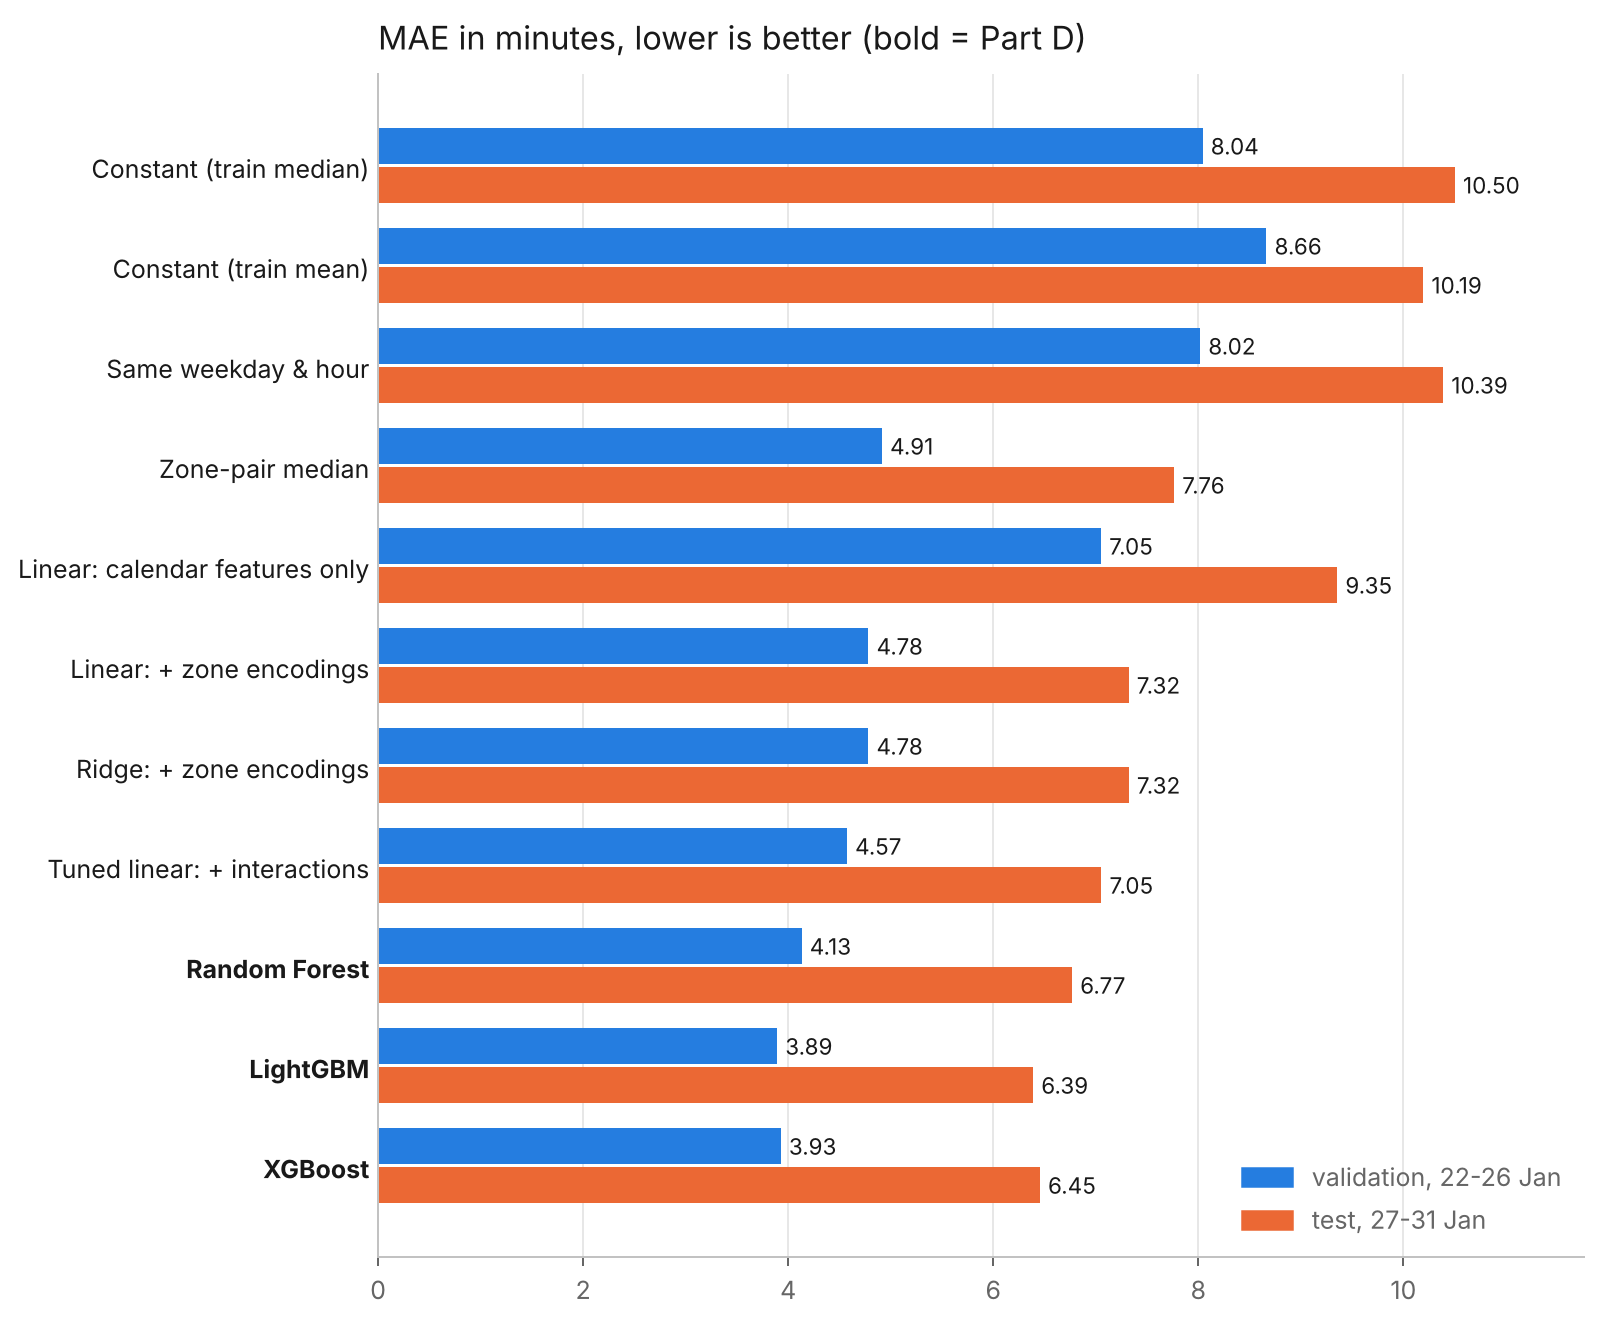 MAE in minutes, lower is better (bold = Part D)
Constant (train median)
8.04
10.50
Constant (train mean)
8.66
10.19
Same weekday & hour
8.02
10.39
Zone-pair median
4.91
7.76
Linear: calendar features only
7.05
9.35
Linear: + zone encodings
4.78
7.32
Ridge: + zone encodings
4.78
7.32
Tuned linear: + interactions
4.57
7.05
Random Forest
4.13
6.77
LightGBM
3.89
6.39
XGBoost
3.93
6.45
validation, 22-26 Jan
test, 27-31 Jan
0 2 4 6 8 10